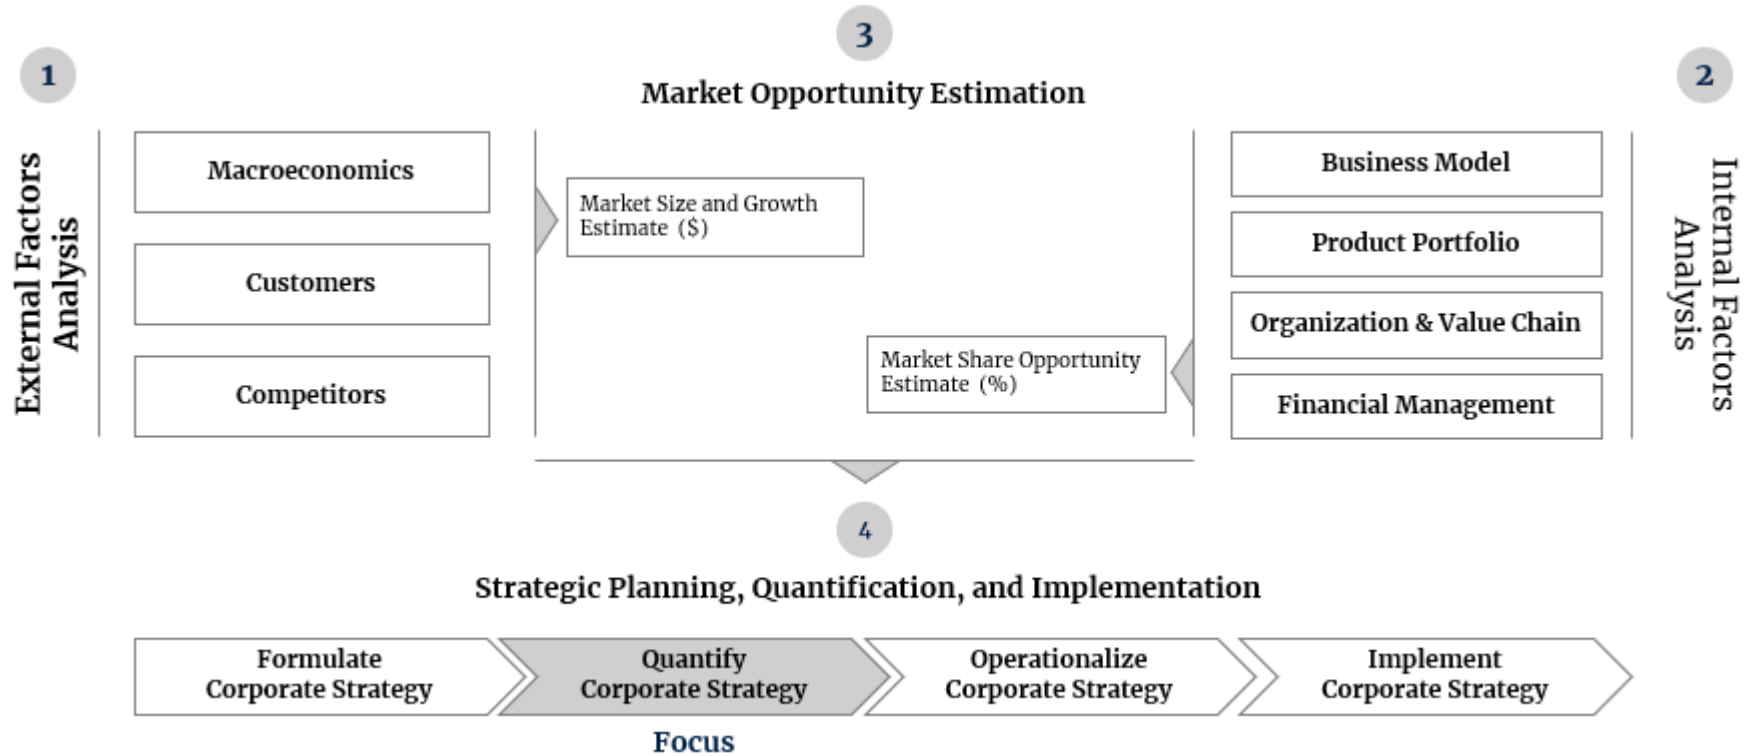 1
External Factors
Analysis
Macroeconomics
Customers
Competitors
3
Market Opportunity Estimation
Market Size and Growth
Estimate  ($)
Market Share Opportunity
Estimate  (%)
2
Internal Factors
Analysis
Business Model
Product Portfolio
Organization & Value Chain
Financial Management
4
Strategic Planning, Quantification, and Implementation
Formulate
Corporate Strategy
Quantify
Corporate Strategy
Operationalize
Corporate Strategy
Implement
Corporate Strategy
Focus